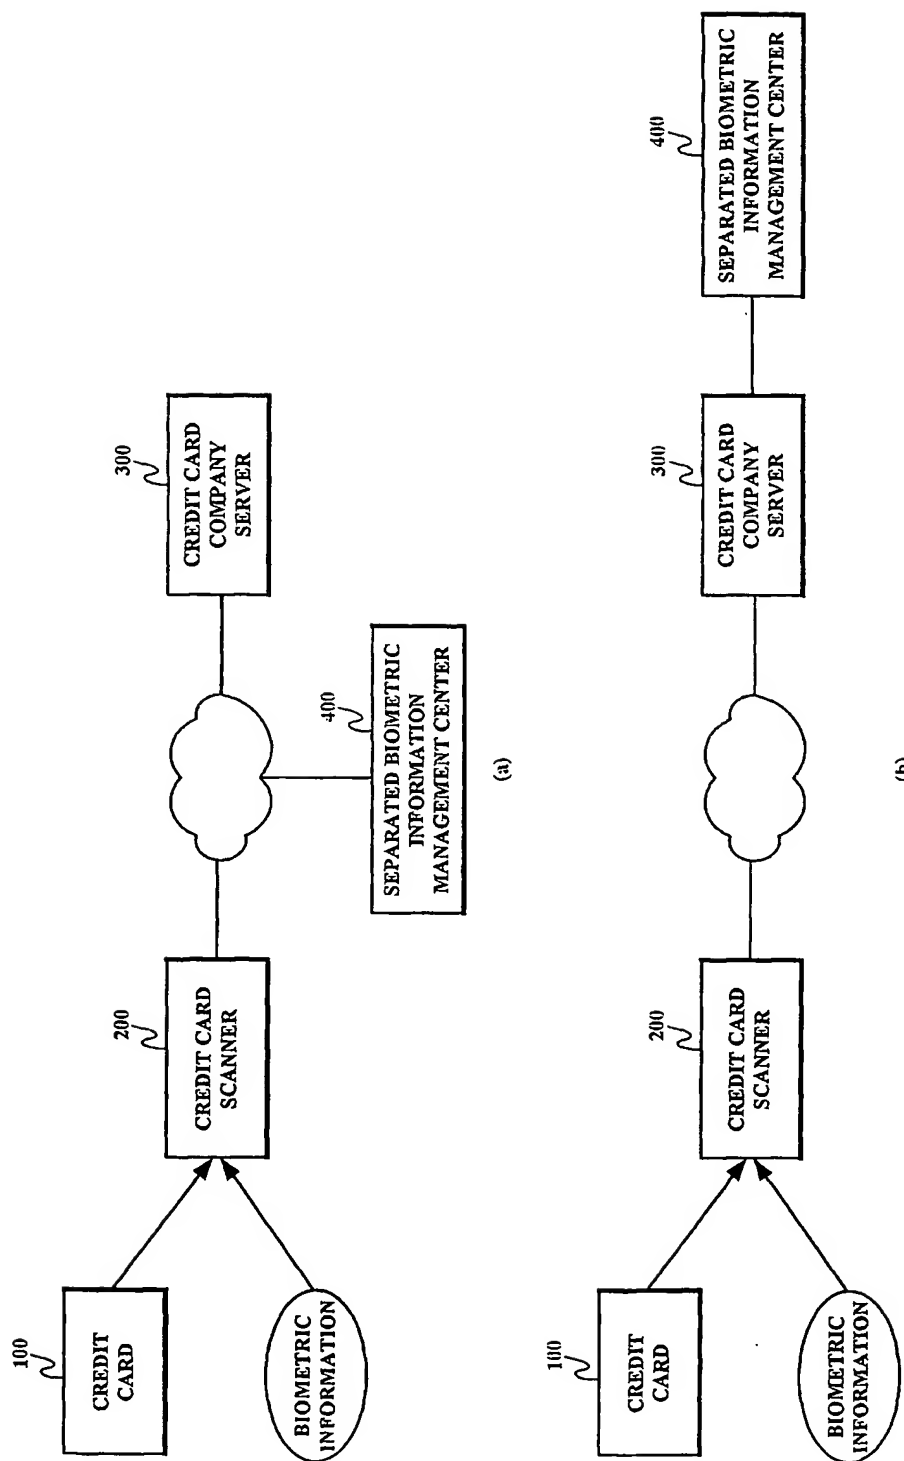 100
CREDIT
CARD
BIOMETRIC
INFORMATION
200
CREDIT CARD
SCANNER
300
CREDIT CARD
COMPANY
SERVER
400
SEPARATED BIOMETRIC
INFORMATION
MANAGEMENT CENTER
(a)
100
CREDIT
CARD
BIOMETRIC
INFORMATION
200
CREDIT CARD
SCANNER
300
CREDIT CARD
COMPANY
SERVER
400
SEPARATED BIOMETRIC
INFORMATION
MANAGEMENT CENTER
(b)